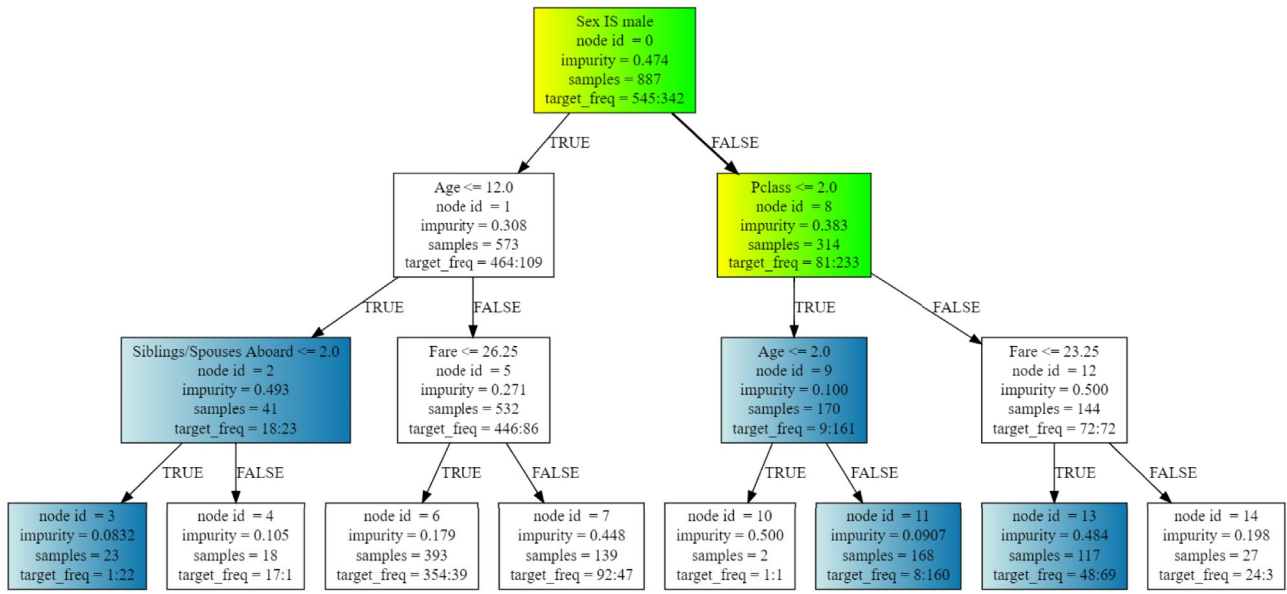 Sex IS male
node id = 0
impurity = 0.474
samples = 887
target_freq = 545:342
TRUE
FALSE
Age <= 12.0
node id = 1
impurity = 0.308
samples = 573
target_freq = 464:109
Pclass <= 2.0
node id = 8
impurity = 0.383
samples = 314
target_freq = 81:233
TRUE
FALSE
TRUE
FALSE
Siblings/Spouses Aboard <= 2.0
node id = 2
impurity = 0.493
samples = 41
target_freq = 18:23
Fare <= 26.25
node id = 5
impurity = 0.271
samples = 532
target_freq = 446:86
Age <= 2.0
node id = 9
impurity = 0.100
samples = 170
target_freq = 9:161
Fare <= 23.25
node id = 12
impurity = 0.500
samples = 144
target_freq = 72:72
TRUE
FALSE
TRUE
FALSE
TRUE
FALSE
TRUE
FALSE
node id = 3
impurity = 0.0832
samples = 23
target_freq = 1:22
node id = 4
impurity = 0.105
samples = 18
target_freq = 17:1
node id = 6
impurity = 0.179
samples = 393
target_freq = 354:39
node id = 7
impurity = 0.448
samples = 139
target_freq = 92:47
node id = 10
impurity = 0.500
samples = 2
target_freq = 1:1
node id = 11
impurity = 0.0907
samples = 168
target_freq = 8:160
node id = 13
impurity = 0.484
samples = 117
target_freq = 48:69
node id = 14
impurity = 0.198
samples = 27
target_freq = 24:3